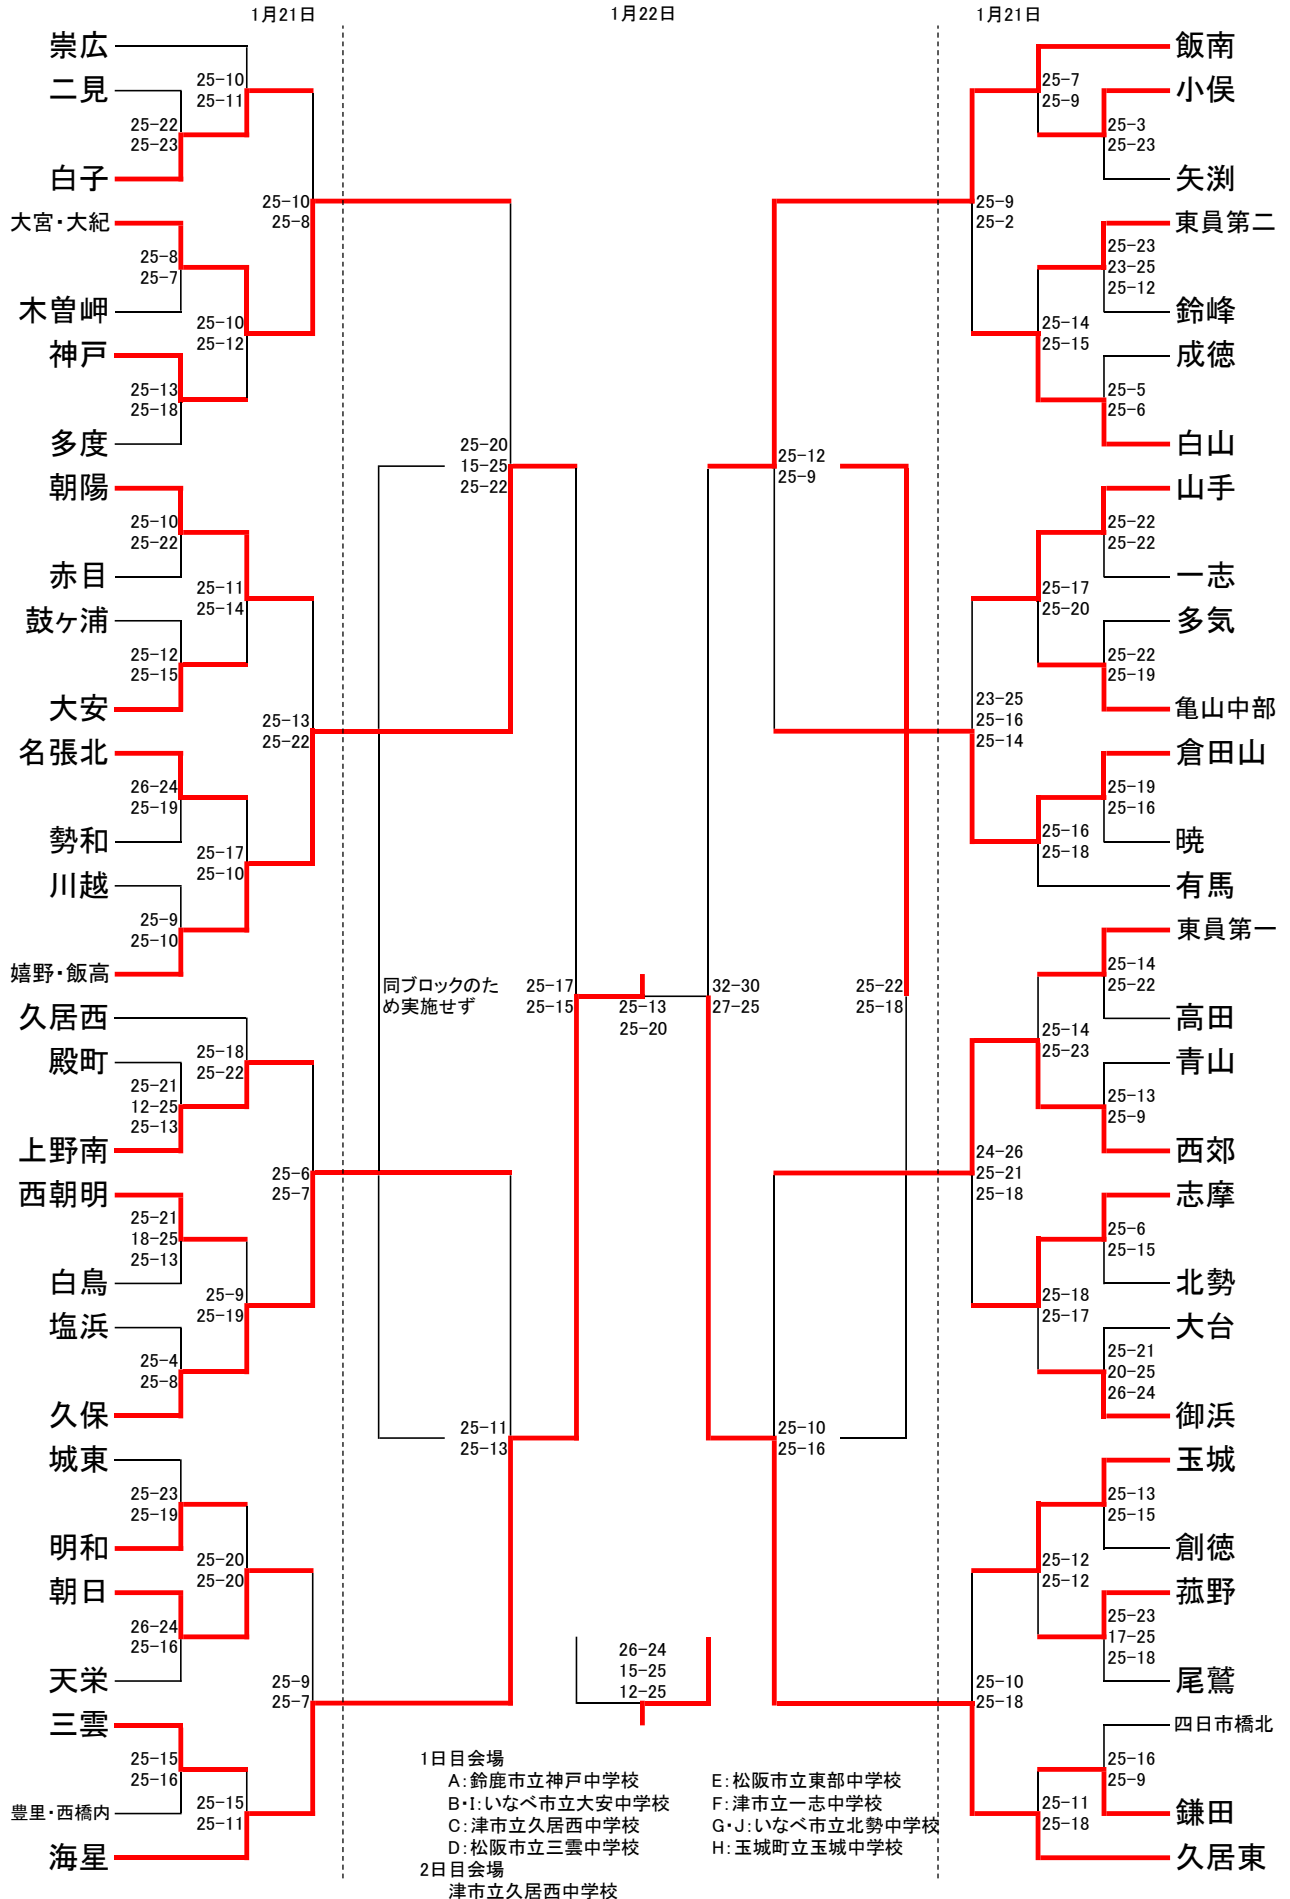 1月21日
1月22日
1月21日
崇広
二見
白子
大宮・大紀
木曽岬
神戸
多度
朝陽
赤目
鼓ヶ浦
大安
名張北
勢和
川越
嬉野・飯高
久居西
殿町
上野南
西朝明
白鳥
塩浜
久保
城東
明和
朝日
天栄
三雲
豊里・西橋内
海星
25-22
25-23
25-8
25-7
25-13
25-18
25-10
25-22
25-12
25-15
26-24
25-19
25-9
25-10
25-21
12-25
25-13
25-21
18-25
25-13
25-4
25-8
25-23
25-19
26-24
25-16
25-15
25-16
25-10
25-11
25-10
25-12
25-11
25-14
25-17
25-10
25-18
25-22
25-9
25-19
25-20
25-20
25-15
25-11
25-10
25-8
25-13
25-22
25-6
25-7
25-9
25-7
25-20
15-25
25-22
25-11
25-13
同ブロックのた
め実施せず
25-17
25-15
25-13
25-20
32-30
27-25
25-22
25-18
26-24
15-25
12-25
25-12
25-9
25-10
25-16
25-9
25-2
23-25
25-16
25-14
24-26
25-21
25-18
25-10
25-18
25-7
25-9
25-14
25-15
25-17
25-20
25-16
25-18
25-14
25-23
25-18
25-17
25-12
25-12
25-11
25-18
25-3
25-23
25-23
23-25
25-12
25-5
25-6
25-22
25-22
25-22
25-19
25-19
25-16
25-14
25-22
25-13
25-9
25-6
25-15
25-21
20-25
26-24
25-13
25-15
25-23
17-25
25-18
25-16
25-9
飯南
小俣
矢渕
東員第二
鈴峰
成徳
白山
山手
一志
多気
亀山中部
倉田山
暁
有馬
東員第一
高田
青山
西郊
志摩
北勢
大台
御浜
玉城
創徳
菰野
尾鷲
四日市橋北
鎌田
久居東
1日目会場
A:鈴鹿市立神戸中学校
B・I:いなべ市立大安中学校
C:津市立久居西中学校
D:松阪市立三雲中学校
E:松阪市立東部中学校
F:津市立一志中学校
G・J:いなべ市立北勢中学校
H:玉城町立玉城中学校
2日目会場
津市立久居西中学校